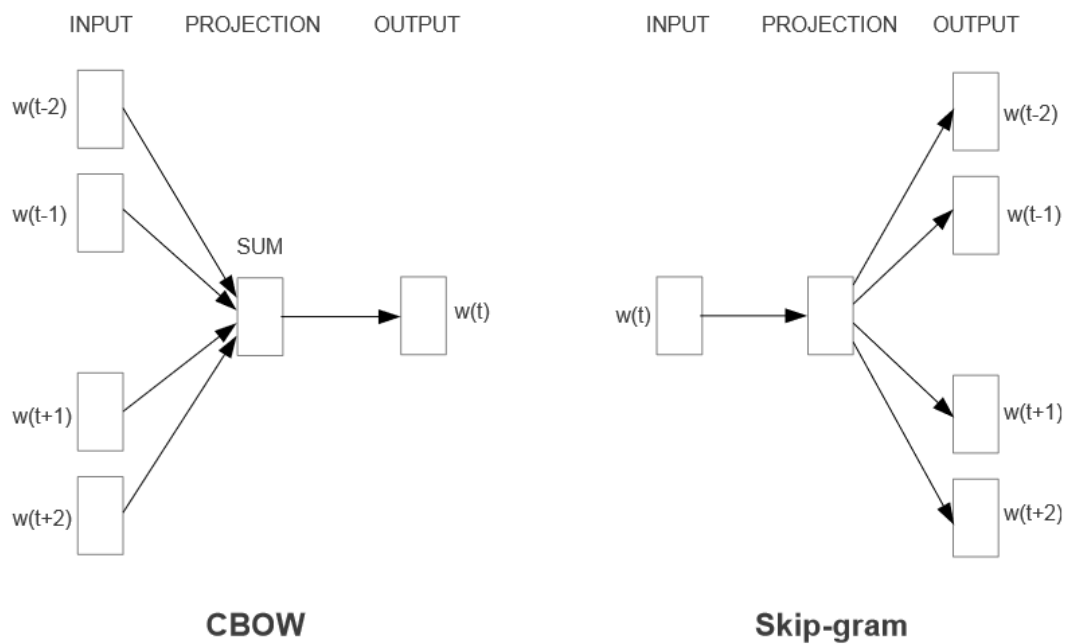 INPUT PROJECTION OUTPUT
w(t-2)
w(t-1)
SUM
w(t)
w(t+1)
w(t+2)
CBOW
INPUT PROJECTION OUTPUT
w(t-2)
w(t-1)
w(t)
w(t+1)
w(t+2)
Skip-gram